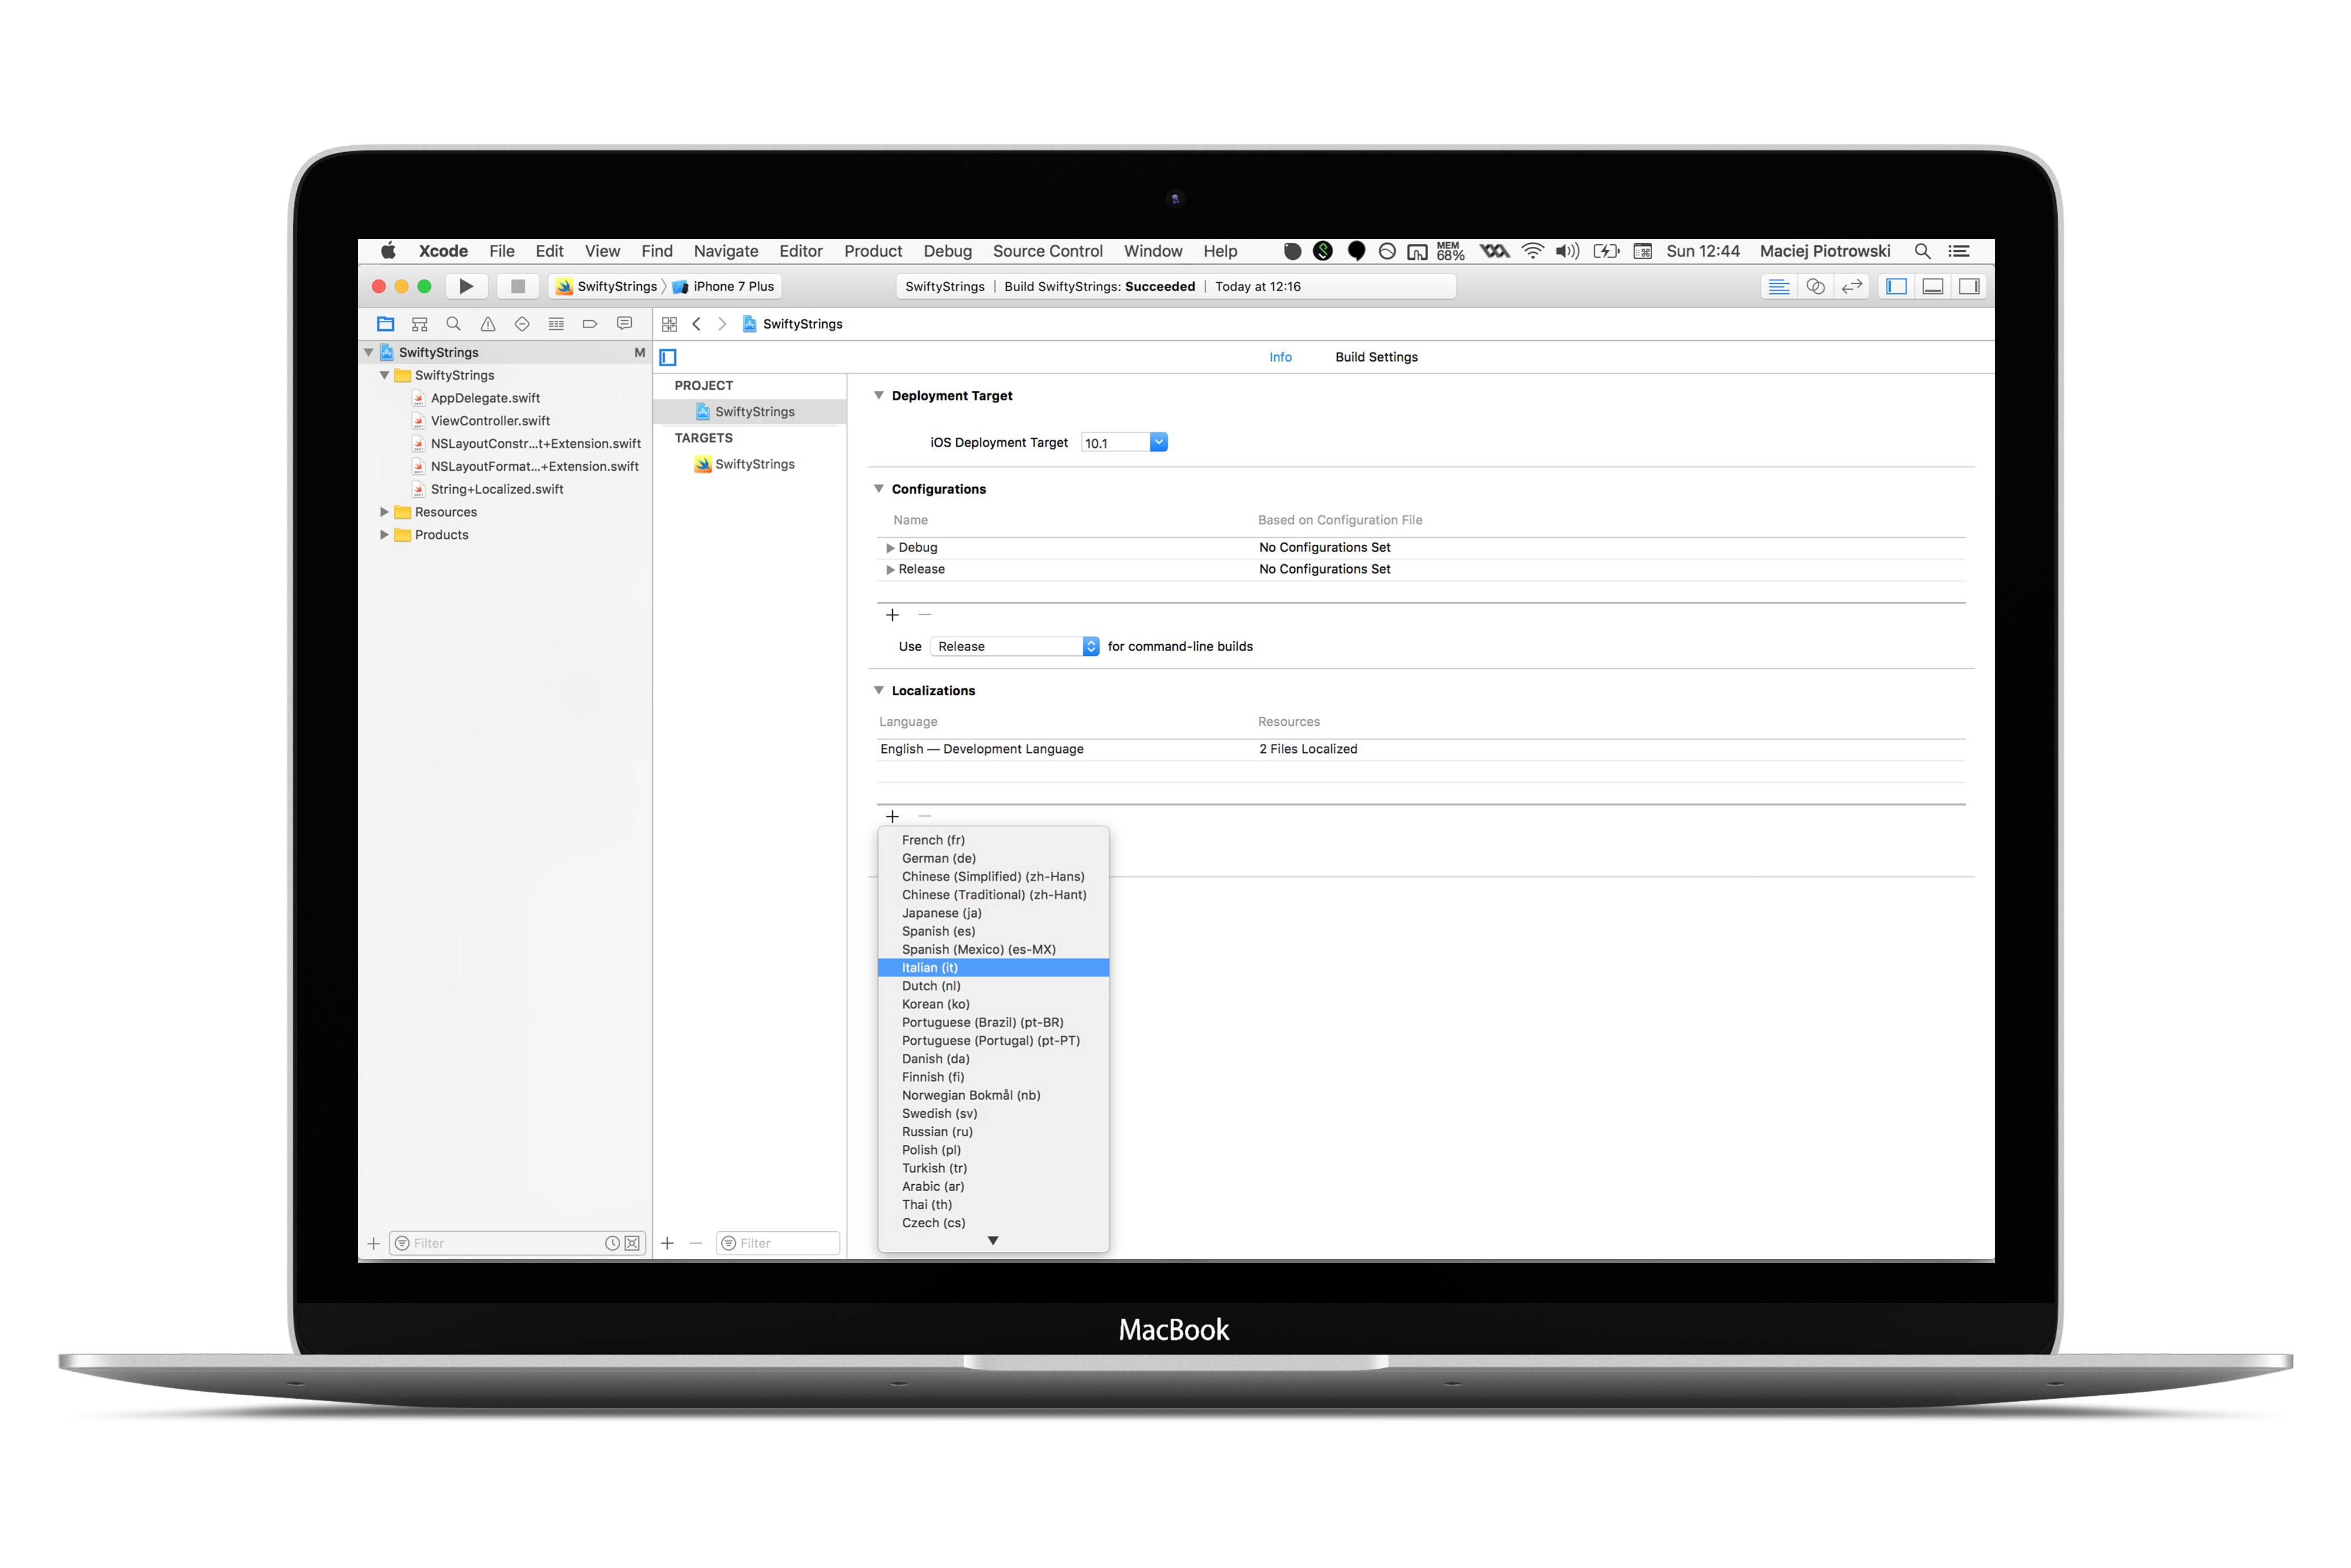 Xcode File Edit View Find Navigate Editor Product Debug Source Control Window Help MEM 68% Sun 12:44 Maciej Piotrowski
SwiftyStrings iPhone 7 Plus SwiftyStrings | Build SwiftyStrings: Succeeded | Today at 12:16
SwiftyStrings
SwiftyStrings M
SwiftyStrings
AppDelegate.swift
ViewController.swift
NSLayoutConstr...t+Extension.swift
NSLayoutFormat...+Extension.swift
String+Localized.swift
Resources
Products
Filter
Info Build Settings
PROJECT
SwiftyStrings
TARGETS
SwiftyStrings
Filter
Deployment Target
iOS Deployment Target 10.1
Configurations
Name Based on Configuration File
Debug No Configurations Set
Release No Configurations Set
Use Release for command-line builds
Localizations
Language Resources
English — Development Language 2 Files Localized
French (fr)
German (de)
Chinese (Simplified) (zh-Hans)
Chinese (Traditional) (zh-Hant)
Japanese (ja)
Spanish (es)
Spanish (Mexico) (es-MX)
Italian (it)
Dutch (nl)
Korean (ko)
Portuguese (Brazil) (pt-BR)
Portuguese (Portugal) (pt-PT)
Danish (da)
Finnish (fi)
Norwegian Bokmål (nb)
Swedish (sv)
Russian (ru)
Polish (pl)
Turkish (tr)
Arabic (ar)
Thai (th)
Czech (cs)
MacBook